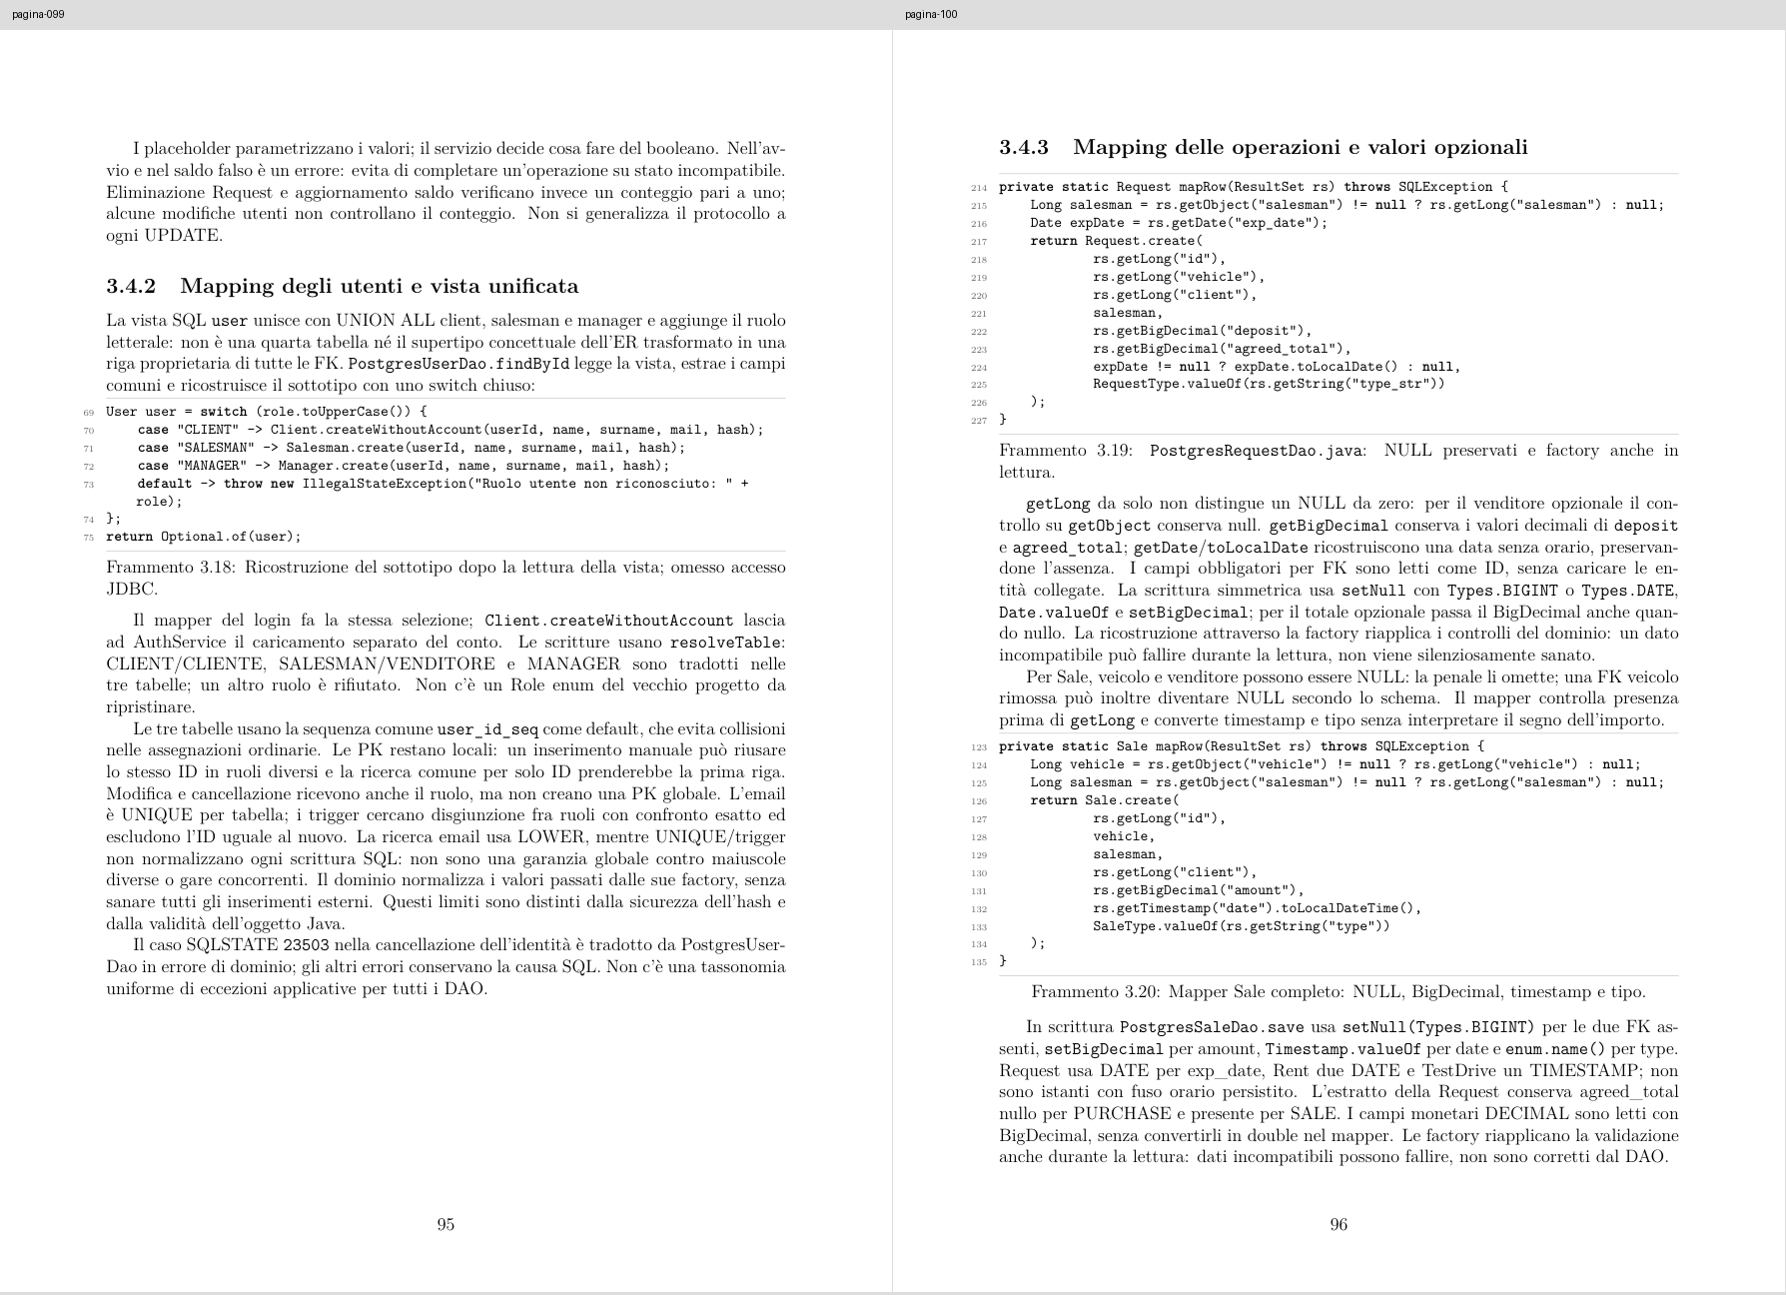 pagina-099
I placeholder parametrizzano i valori; il servizio decide cosa fare del booleano. Nell'av-
vio e nel saldo falso è un errore: evita di completare un'operazione su stato incompatibile.
Eliminazione Request e aggiornamento saldo verificano invece un conteggio pari a uno;
alcune modifiche utenti non controllano il conteggio. Non si generalizza il protocollo a
ogni UPDATE.
3.4.2 Mapping degli utenti e vista unificata
La vista SQL user unisce con UNION ALL client, salesman e manager e aggiunge il ruolo
letterale: non è una quarta tabella né il supertipo concettuale dell'ER trasformato in una
riga proprietaria di tutte le FK. PostgresUserDao.findById legge la vista, estrae i campi
comuni e ricostruisce il sottotipo con uno switch chiuso:
69 User user = switch (role.toUpperCase()) {
70 case "CLIENT" -> Client.createWithoutAccount(userId, name, surname, mail, hash);
71 case "SALESMAN" -> Salesman.create(userId, name, surname, mail, hash);
72 case "MANAGER" -> Manager.create(userId, name, surname, mail, hash);
73 default -> throw new IllegalStateException("Ruolo utente non riconosciuto: " +
role);
74 };
75 return Optional.of(user);
Frammento 3.18: Ricostruzione del sottotipo dopo la lettura della vista; omesso accesso
JDBC.
Il mapper del login fa la stessa selezione; Client.createWithoutAccount lascia
ad AuthService il caricamento separato del conto. Le scritture usano resolveTable:
CLIENT/CLIENTE, SALESMAN/VENDITORE e MANAGER sono tradotti nelle
tre tabelle; un altro ruolo è rifiutato. Non c'è un Role enum del vecchio progetto da
ripristinare.
Le tre tabelle usano la sequenza comune user_id_seq come default, che evita collisioni
nelle assegnazioni ordinarie. Le PK restano locali: un inserimento manuale può riusare
lo stesso ID in ruoli diversi e la ricerca comune per solo ID prenderebbe la prima riga.
Modifica e cancellazione ricevono anche il ruolo, ma non creano una PK globale. L'email
è UNIQUE per tabella; i trigger cercano disgiunzione fra ruoli con confronto esatto ed
escludono l'ID uguale al nuovo. La ricerca email usa LOWER, mentre UNIQUE/trigger
non normalizzano ogni scrittura SQL: non sono una garanzia globale contro maiuscole
diverse o gare concorrenti. Il dominio normalizza i valori passati dalle sue factory, senza
sanare tutti gli inserimenti esterni. Questi limiti sono distinti dalla sicurezza dell'hash e
dalla validità dell'oggetto Java.
Il caso SQLSTATE 23503 nella cancellazione dell'identità è tradotto da PostgresUser-
Dao in errore di dominio; gli altri errori conservano la causa SQL. Non c'è una tassonomia
uniforme di eccezioni applicative per tutti i DAO.
95
pagina-100
3.4.3 Mapping delle operazioni e valori opzionali
214 private static Request mapRow(ResultSet rs) throws SQLException {
215 Long salesman = rs.getObject("salesman") != null ? rs.getLong("salesman") : null;
216 Date expDate = rs.getDate("exp_date");
217 return Request.create(
218 rs.getLong("id"),
219 rs.getLong("vehicle"),
220 rs.getLong("client"),
221 salesman,
222 rs.getBigDecimal("deposit"),
223 rs.getBigDecimal("agreed_total"),
224 expDate != null ? expDate.toLocalDate() : null,
225 RequestType.valueOf(rs.getString("type_str"))
226 );
227 }
Frammento 3.19: PostgresRequestDao.java: NULL preservati e factory anche in
lettura.
getLong da solo non distingue un NULL da zero: per il venditore opzionale il con-
trollo su getObject conserva null. getBigDecimal conserva i valori decimali di deposit
e agreed_total; getDate/toLocalDate ricostruiscono una data senza orario, preservan-
done l'assenza. I campi obbligatori per FK sono letti come ID, senza caricare le en-
tità collegate. La scrittura simmetrica usa setNull con Types.BIGINT o Types.DATE,
Date.valueOf e setBigDecimal; per il totale opzionale passa il BigDecimal anche quan-
do nullo. La ricostruzione attraverso la factory riapplica i controlli del dominio: un dato
incompatibile può fallire durante la lettura, non viene silenziosamente sanato.
Per Sale, veicolo e venditore possono essere NULL: la penale li omette; una FK veicolo
rimossa può inoltre diventare NULL secondo lo schema. Il mapper controlla presenza
prima di getLong e converte timestamp e tipo senza interpretare il segno dell'importo.
123 private static Sale mapRow(ResultSet rs) throws SQLException {
124 Long vehicle = rs.getObject("vehicle") != null ? rs.getLong("vehicle") : null;
125 Long salesman = rs.getObject("salesman") != null ? rs.getLong("salesman") : null;
126 return Sale.create(
127 rs.getLong("id"),
128 vehicle,
129 salesman,
130 rs.getLong("client"),
131 rs.getBigDecimal("amount"),
132 rs.getTimestamp("date").toLocalDateTime(),
133 SaleType.valueOf(rs.getString("type"))
134 );
135 }
Frammento 3.20: Mapper Sale completo: NULL, BigDecimal, timestamp e tipo.
In scrittura PostgresSaleDao.save usa setNull(Types.BIGINT) per le due FK as-
senti, setBigDecimal per amount, Timestamp.valueOf per date e enum.name() per type.
Request usa DATE per exp_date, Rent due DATE e TestDrive un TIMESTAMP; non
sono istanti con fuso orario persistito. L'estratto della Request conserva agreed_total
nullo per PURCHASE e presente per SALE. I campi monetari DECIMAL sono letti con
BigDecimal, senza convertirli in double nel mapper. Le factory riapplicano la validazione
anche durante la lettura: dati incompatibili possono fallire, non sono corretti dal DAO.
96